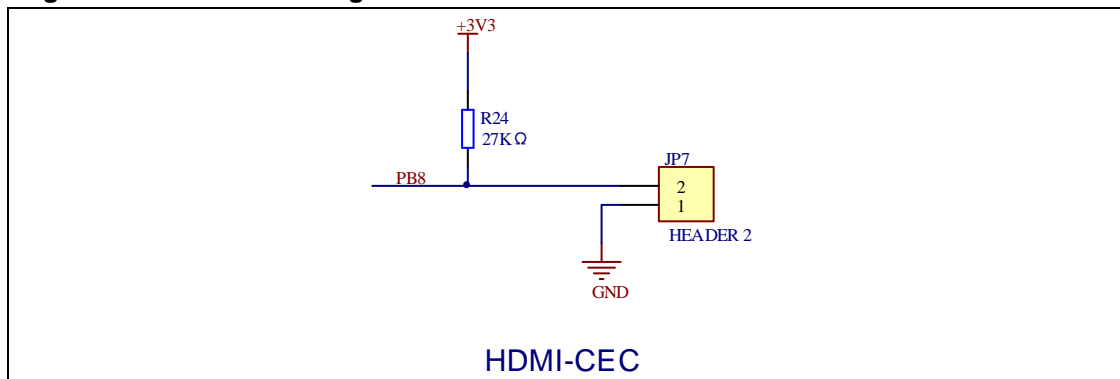 +3V3
R24
27KΩ
JP7
PB8
2
1
HEADER 2
GND
HDMI-CEC